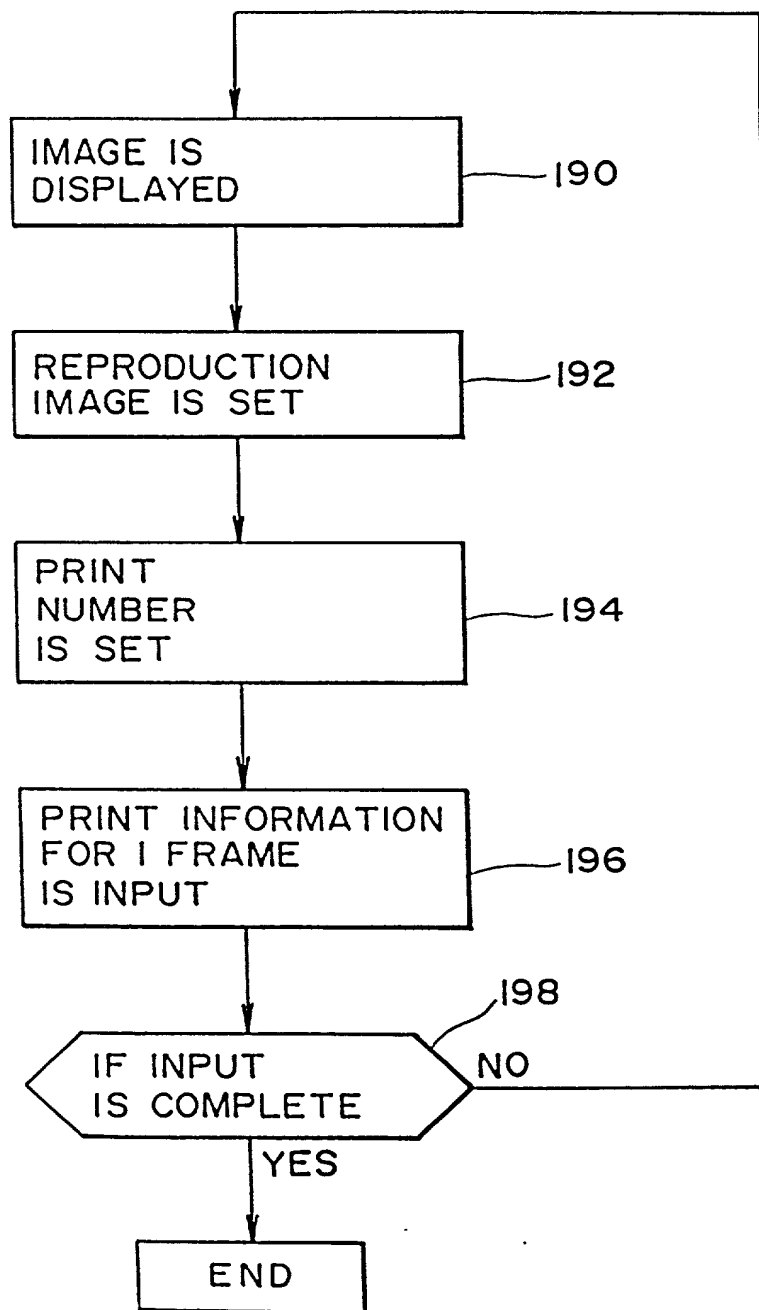 IMAGE IS
DISPLAYED
190
REPRODUCTION
IMAGE IS SET
192
PRINT
NUMBER
IS SET
194
PRINT INFORMATION
FOR 1 FRAME
IS INPUT
196
198
IF INPUT
IS COMPLETE
NO
YES
END